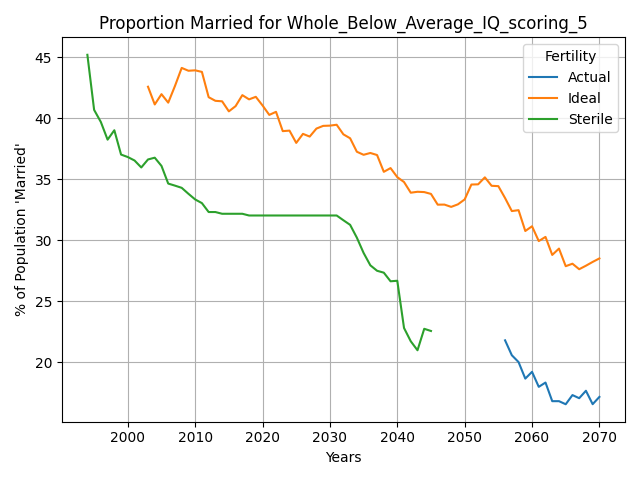 Proportion Married for Whole_Below_Average_IQ_scoring_5
% of Population 'Married'
45
40
35
30
25
20
Fertility
Actual
Ideal
Sterile
2000 2010 2020 2030 2040 2050 2060 2070
Years